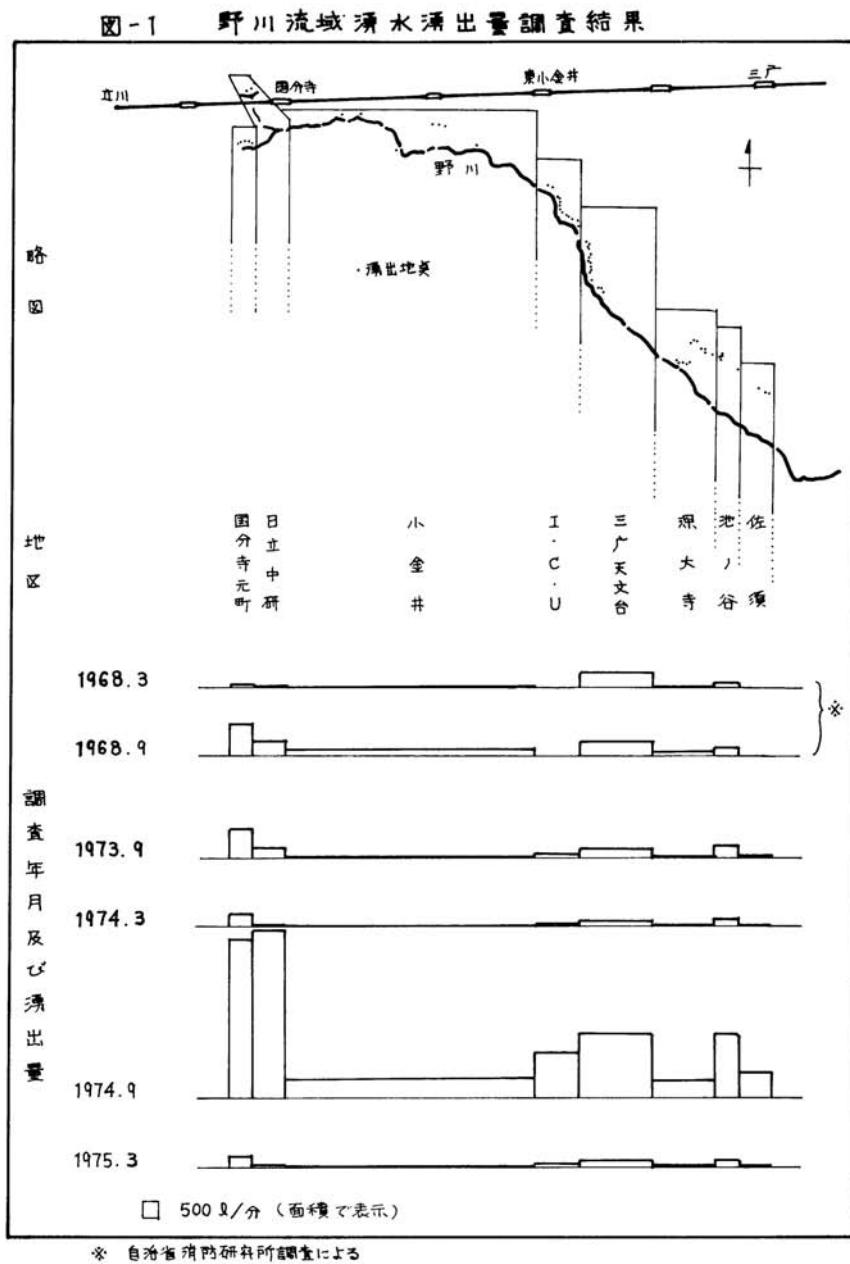 図-1 野川流域湧水湧出量調査結果
立川
国分寺
東小金井
三戸
野川
・湧出地点
略図
地区
国分寺元町
日立中研
小金井
I・C・U
三戸天文台
深大寺
池ノ谷
佐須
調査年月及び湧出量
1968.3
1968.9
※
1973.9
1974.3
1974.9
1975.3
□ 500 ℓ/分 (面積で表示)
※ 自治省消防研究所調査による